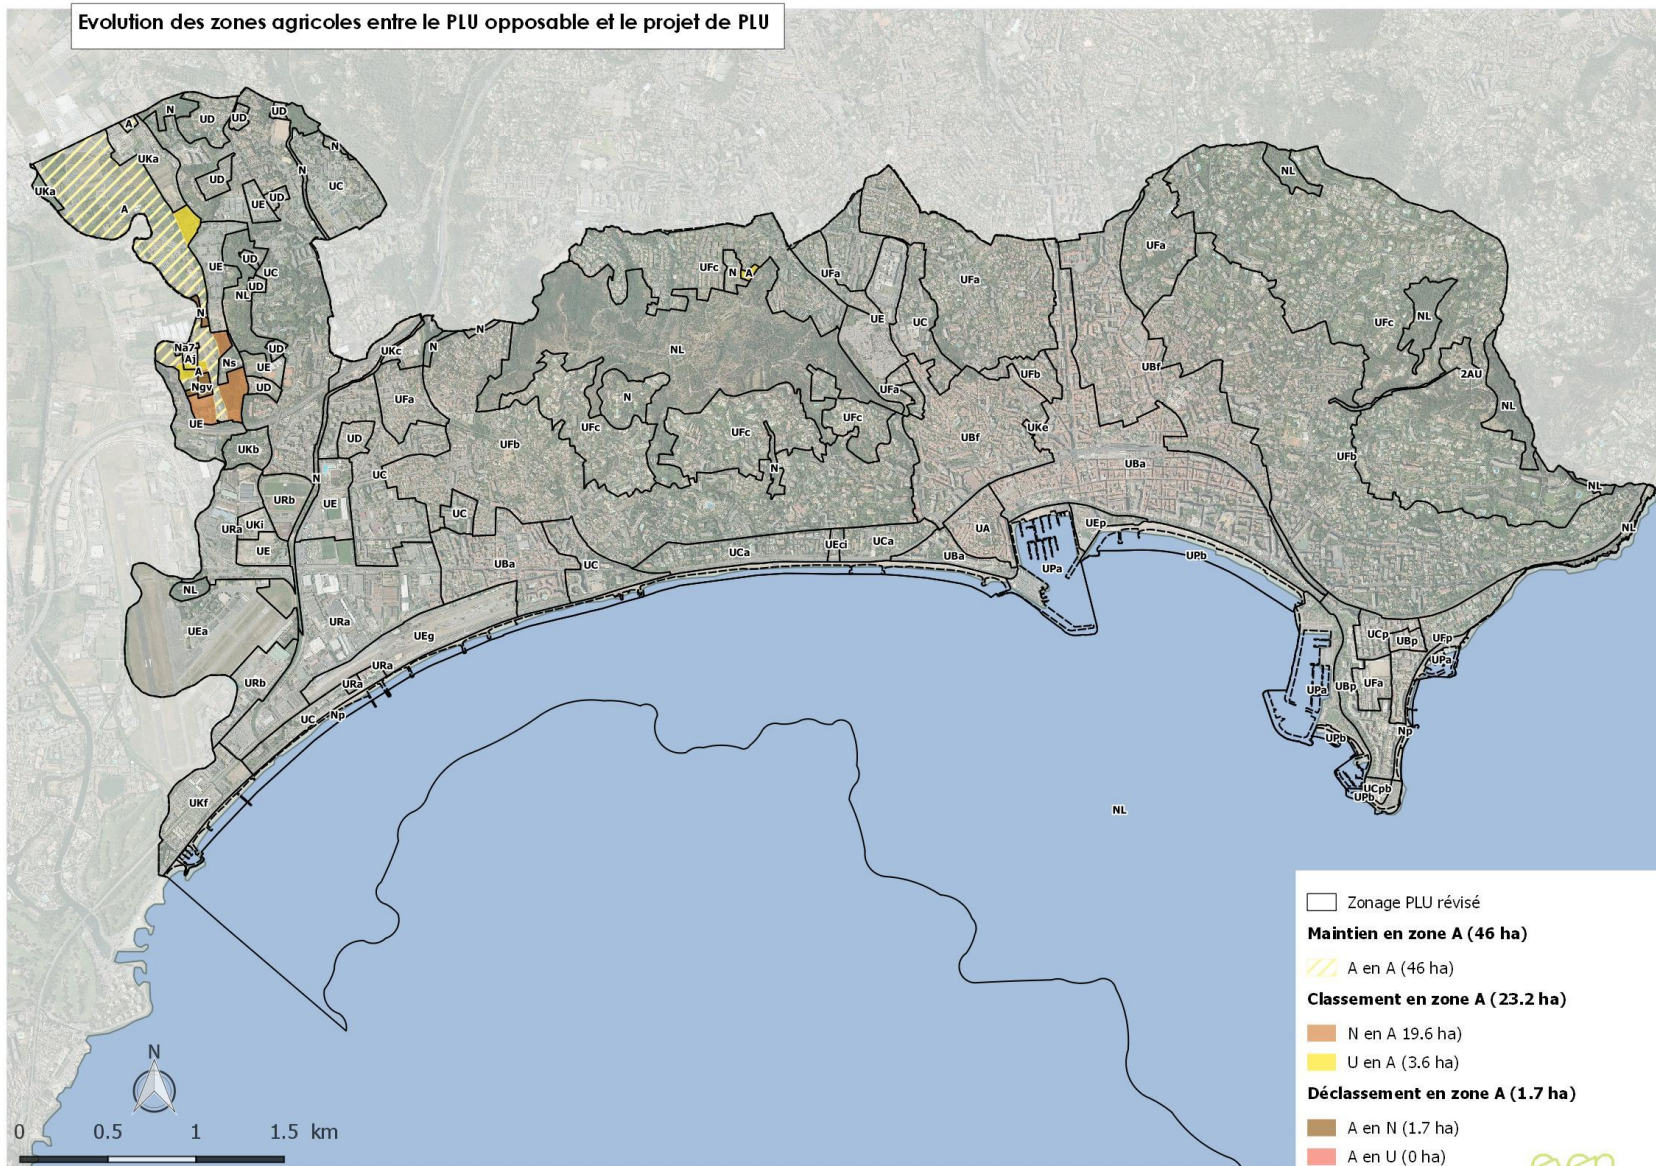 Evolution des zones agricoles entre le PLU opposable et le projet de PLU
N
UD
UD
UD
A
UKa
N
N
UC
UKa
UD
UE
UD
A
NL
UE
UD
UC
UD
NL
UFc
N
A
UFa
UFa
UFa
N
UE
UC
UFc
NL
Na7
Aj
A
Ns
Ngv
UD
UE
UD
UKc
N
N
NL
UFa
UFb
UBf
2AU
NL
UE
UFa
N
UFb
UFc
UFc
UFc
UBf
UKe
UD
UKb
N
UC
N
UBa
UFb
URb
UE
UC
NL
URa
UKi
UE
UA
UEp
NL
UCa
UEci
UCa
UBa
UPa
UPb
UBa
UC
NL
UEa
URa
UEg
UCp
UBp
UFp
UPa
URa
URb
URa
UBp
UFa
UPa
UC
Np
Np
UPb
UKf
UCpb
UPb
NL
Zonage PLU révisé
Maintien en zone A (46 ha)
A en A (46 ha)
Classement en zone A (23.2 ha)
N en A 19.6 ha)
U en A (3.6 ha)
Déclassement en zone A (1.7 ha)
A en N (1.7 ha)
A en U (0 ha)
N
0 0.5 1 1.5 km